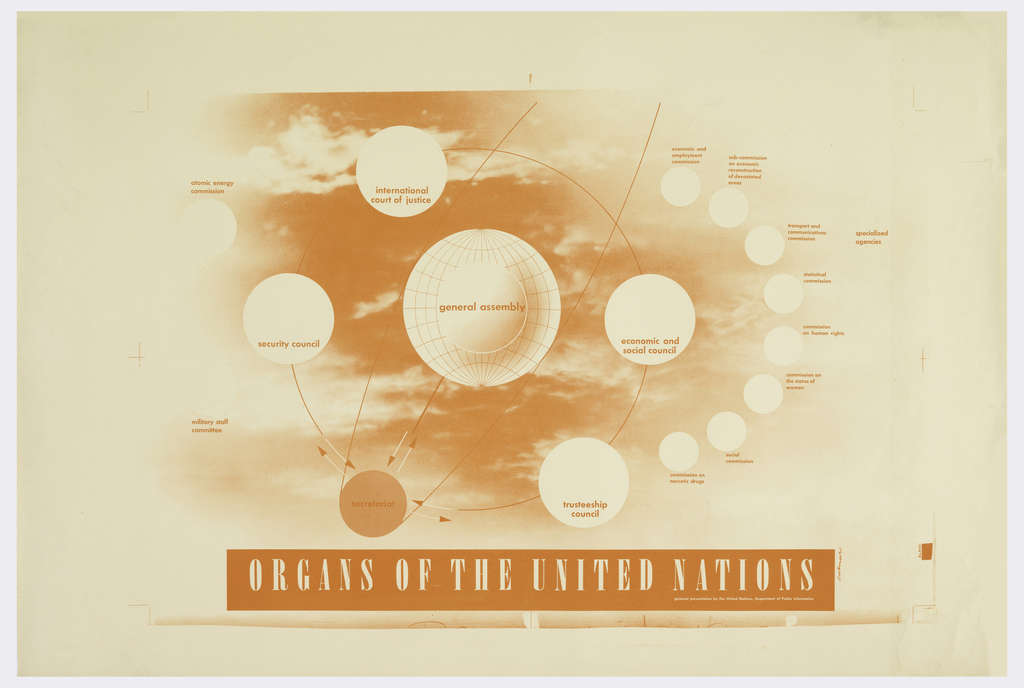 atomic energy
commission
international
court of justice
economic and
employment
commission
sub-commission
on economic
reconstruction
of devastated
areas
transport and
communications
commission
specialized
agencies
statistical
commission
general assembly
security council
economic and
social council
commission
on human rights
commission on
the status of
women
military staff
committee
social
commission
commission on
narcotic drugs
secretariat
trusteeship
council
ORGANS OF THE UNITED NATIONS
pictorial presentation by the United Nations, Department of Public Information